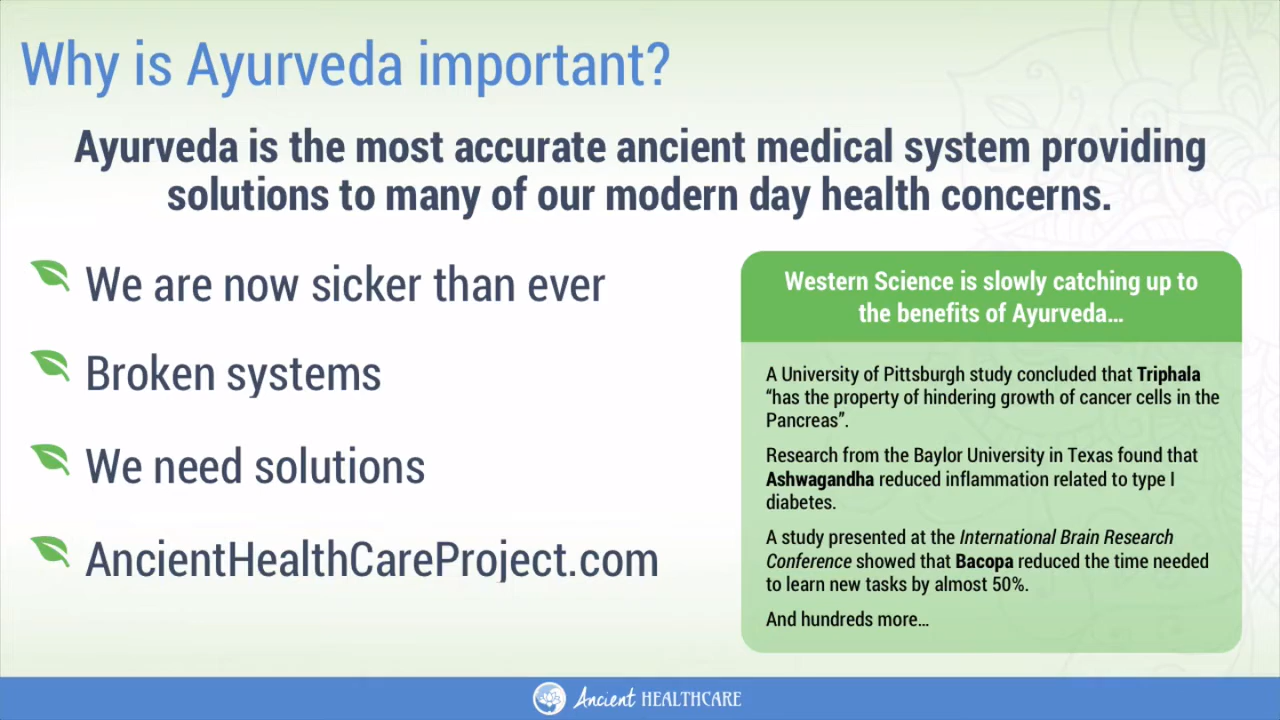 Why is Ayurveda important?
Ayurveda is the most accurate ancient medical system providing
solutions to many of our modern day health concerns.
We are now sicker than ever
Broken systems
We need solutions
AncientHealthCareProject.com
Western Science is slowly catching up to
the benefits of Ayurveda...
A University of Pittsburgh study concluded that Triphala
“has the property of hindering growth of cancer cells in the
Pancreas”.
Research from the Baylor University in Texas found that
Ashwagandha reduced inflammation related to type I
diabetes.
A study presented at the International Brain Research
Conference showed that Bacopa reduced the time needed
to learn new tasks by almost 50%.
And hundreds more...
Ancient HEALTHCARE